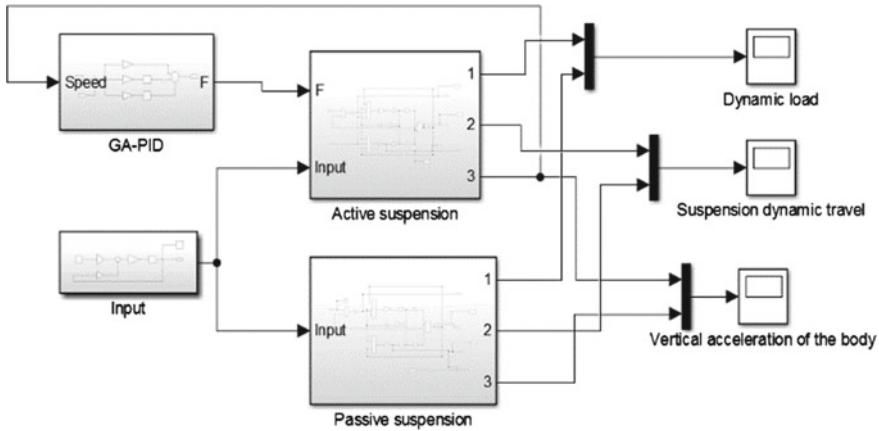 Speed F
GA-PID
F
Input
1
2
3
Active suspension
Input
Input
1
2
3
Passive suspension
Dynamic load
Suspension dynamic travel
Vertical acceleration of the body